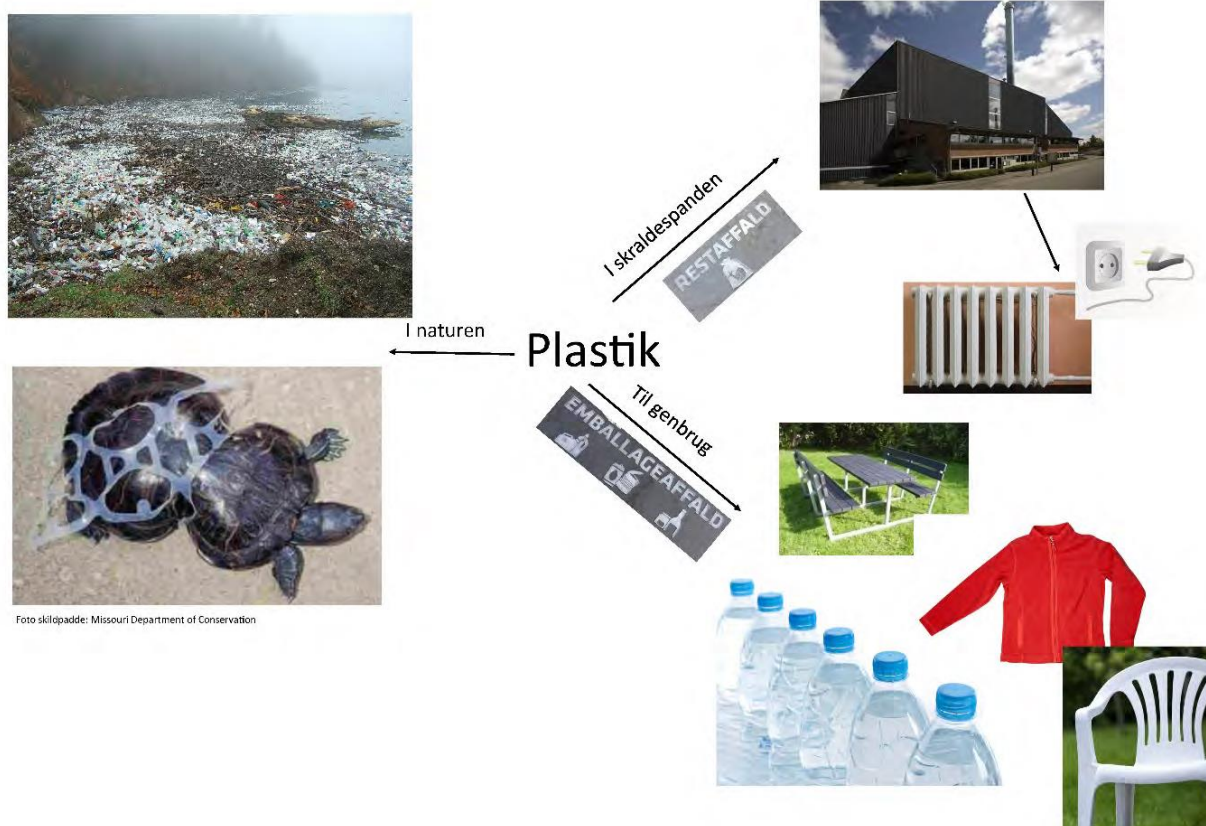 I skraldespanden
RESTAFFALD
I naturen
Plastik
Til genbrug
EMBALLAGEAFFALD
Foto skildpadde: Missouri Department of Conservation